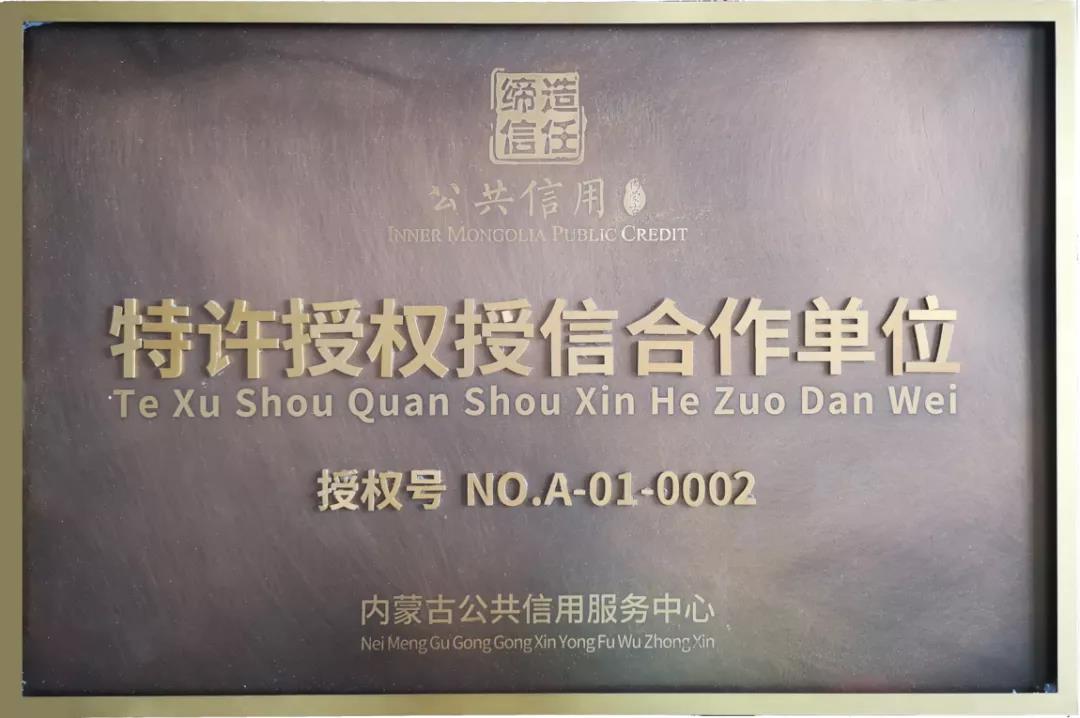 缔造
信任
公共信用 内蒙古
INNER MONGOLIA PUBLIC CREDIT
特许授权授信合作单位
Te Xu Shou Quan Shou Xin He Zuo Dan Wei
授权号 NO.A-01-0002
内蒙古公共信用服务中心
Nei Meng Gu Gong Gong Xin Yong Fu Wu Zhong Xin